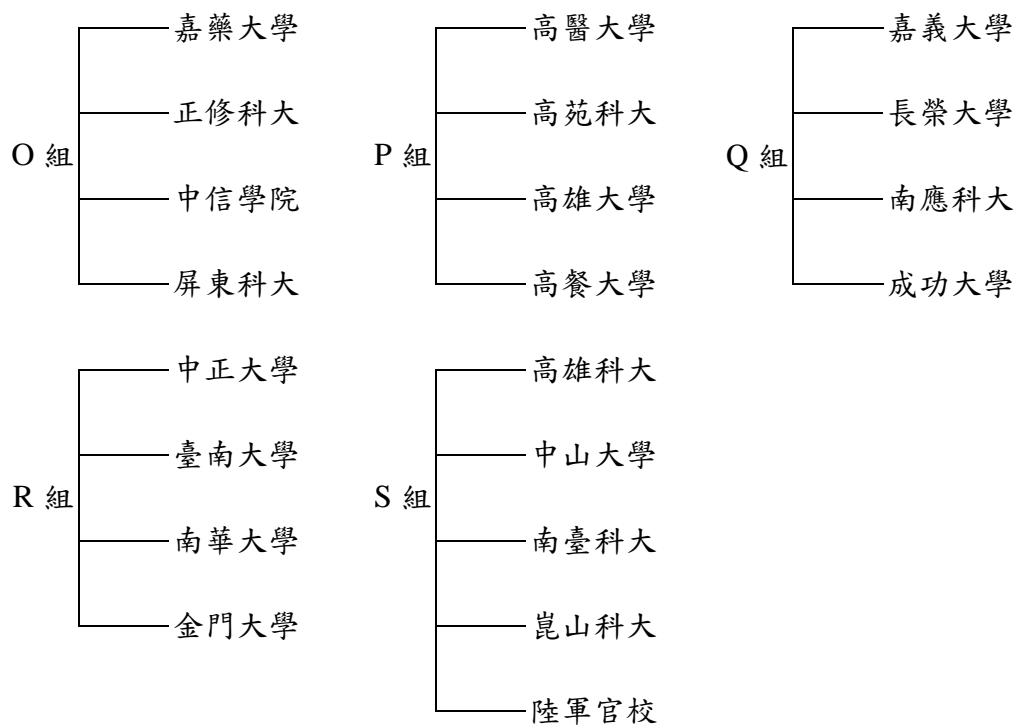 O 組
嘉藥大學
正修科大
中信學院
屏東科大
P 組
高醫大學
高苑科大
高雄大學
高餐大學
Q 組
嘉義大學
長榮大學
南應科大
成功大學
R 組
中正大學
臺南大學
南華大學
金門大學
S 組
高雄科大
中山大學
南臺科大
崑山科大
陸軍官校